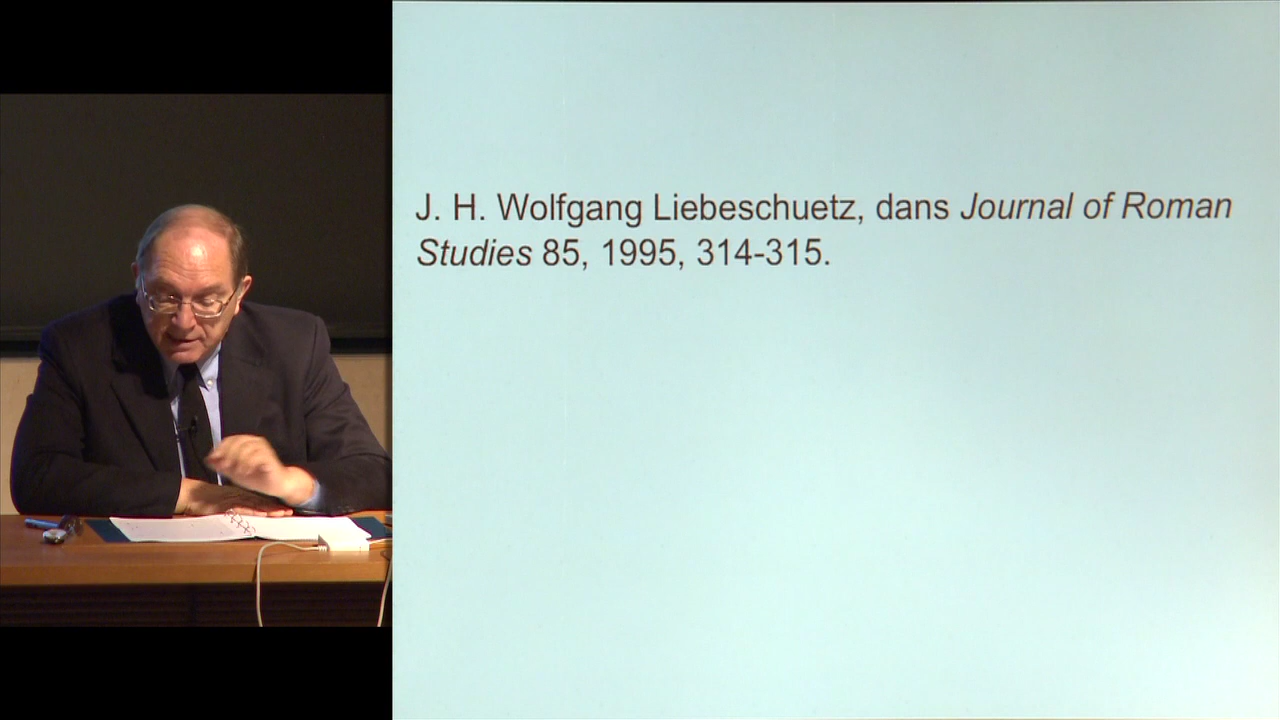 J. H. Wolfgang Liebeschuetz, dans Journal of Roman
Studies 85, 1995, 314-315.